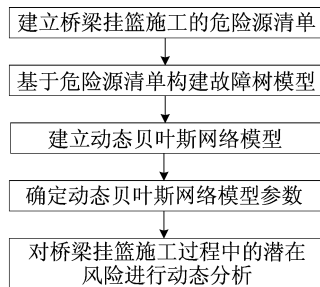 建立桥梁挂篮施工的危险源清单
基于危险源清单构建故障树模型
建立动态贝叶斯网络模型
确定动态贝叶斯网络模型参数
对桥梁挂篮施工过程中的潜在
风险进行动态分析